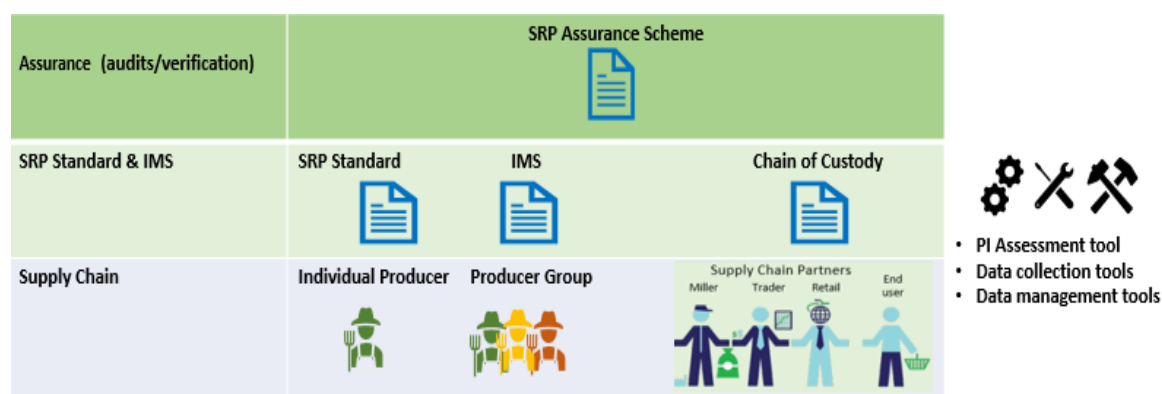 SRP Assurance Scheme
Assurance (audits/verification)
SRP Standard & IMS
SRP Standard
IMS
Chain of Custody
Supply Chain
Individual Producer
Producer Group
Supply Chain Partners
Miller
Trader
Retail
End
user
• PI Assessment tool
• Data collection tools
• Data management tools